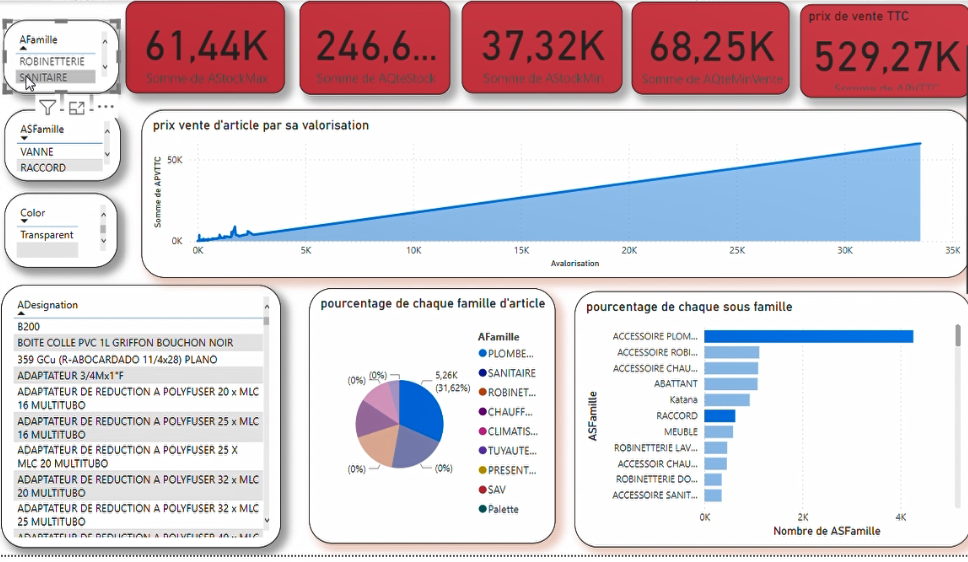 AFamille
ROBINETTERIE
SANITAIRE
61,44K
Somme de AStockMax
246,6...
Somme de AQteStock
37,32K
Somme de AStockMin
68,25K
Somme de AQteMinVente
prix de vente TTC
529,27K
ASFamille
VANNE
RACCORD
Color
Transparent
prix vente d'article par sa valorisation
Somme de APVTTC
50K
0K
0K 5K 10K 15K 20K 25K 30K 35K
Avalorisation
ADesignation
B200
BOITE COLLE PVC 1L GRIFFON BOUCHON NOIR
359 GCu (R-ABOCARDADO 11/4x28) PLANO
ADAPTATEUR 3/4Mx1"F
ADAPTATEUR DE REDUCTION A POLYFUSER 20 x MLC
16 MULTITUBO
ADAPTATEUR DE REDUCTION A POLYFUSER 25 x MLC
16 MULTITUBO
ADAPTATEUR DE REDUCTION A POLYFUSER 25 X
MLC 20 MULTITUBO
ADAPTATEUR DE REDUCTION A POLYFUSER 32 x MLC
20 MULTITUBO
ADAPTATEUR DE REDUCTION A POLYFUSER 32 x MLC
25 MULTITUBO
ADAPTATEUR DE REDUCTION A POLYFUSER 40 x MLC
pourcentage de chaque famille d'article
AFamille
PLOMBE...
SANITAIRE
ROBINET...
CHAUFF...
CLIMATIS...
TUYAUTE...
PRESENT...
SAV
Palette
(0%)
(0%)
5,26K
(31,62%)
(0%)
(0%)
pourcentage de chaque sous famille
ASFamille
ACCESSOIRE PLOM...
ACCESSOIRE ROBI...
ACCESSOIRE CHAU...
ABATTANT
Katana
RACCORD
MEUBLE
ROBINETTERIE LAV...
ACCESSOIR CHAU...
ROBINETTERIE DO...
ACCESSOIRE SANIT...
0K 2K 4K
Nombre de ASFamille